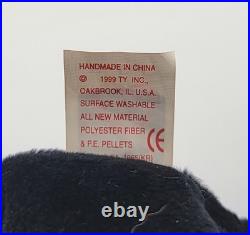 HANDMADE IN CHINA
© 1999 TY INC.,
OAKBROOK, IL. U.S.A.
SURFACE WASHABLE
ALL NEW MATERIAL
POLYESTER FIBER
& P.E. PELLETS
CE